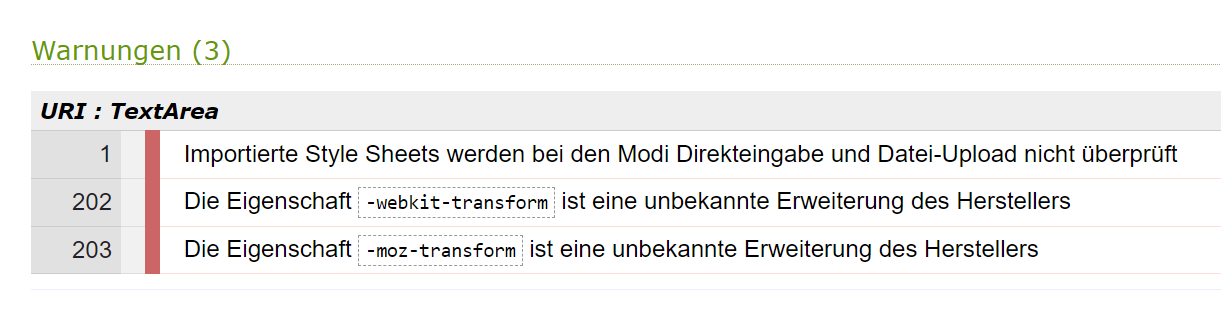 Warnungen (3)
URI : TextArea
1 Importierte Style Sheets werden bei den Modi Direkteingabe und Datei-Upload nicht überprüft
202 Die Eigenschaft -webkit-transform ist eine unbekannte Erweiterung des Herstellers
203 Die Eigenschaft -moz-transform ist eine unbekannte Erweiterung des Herstellers